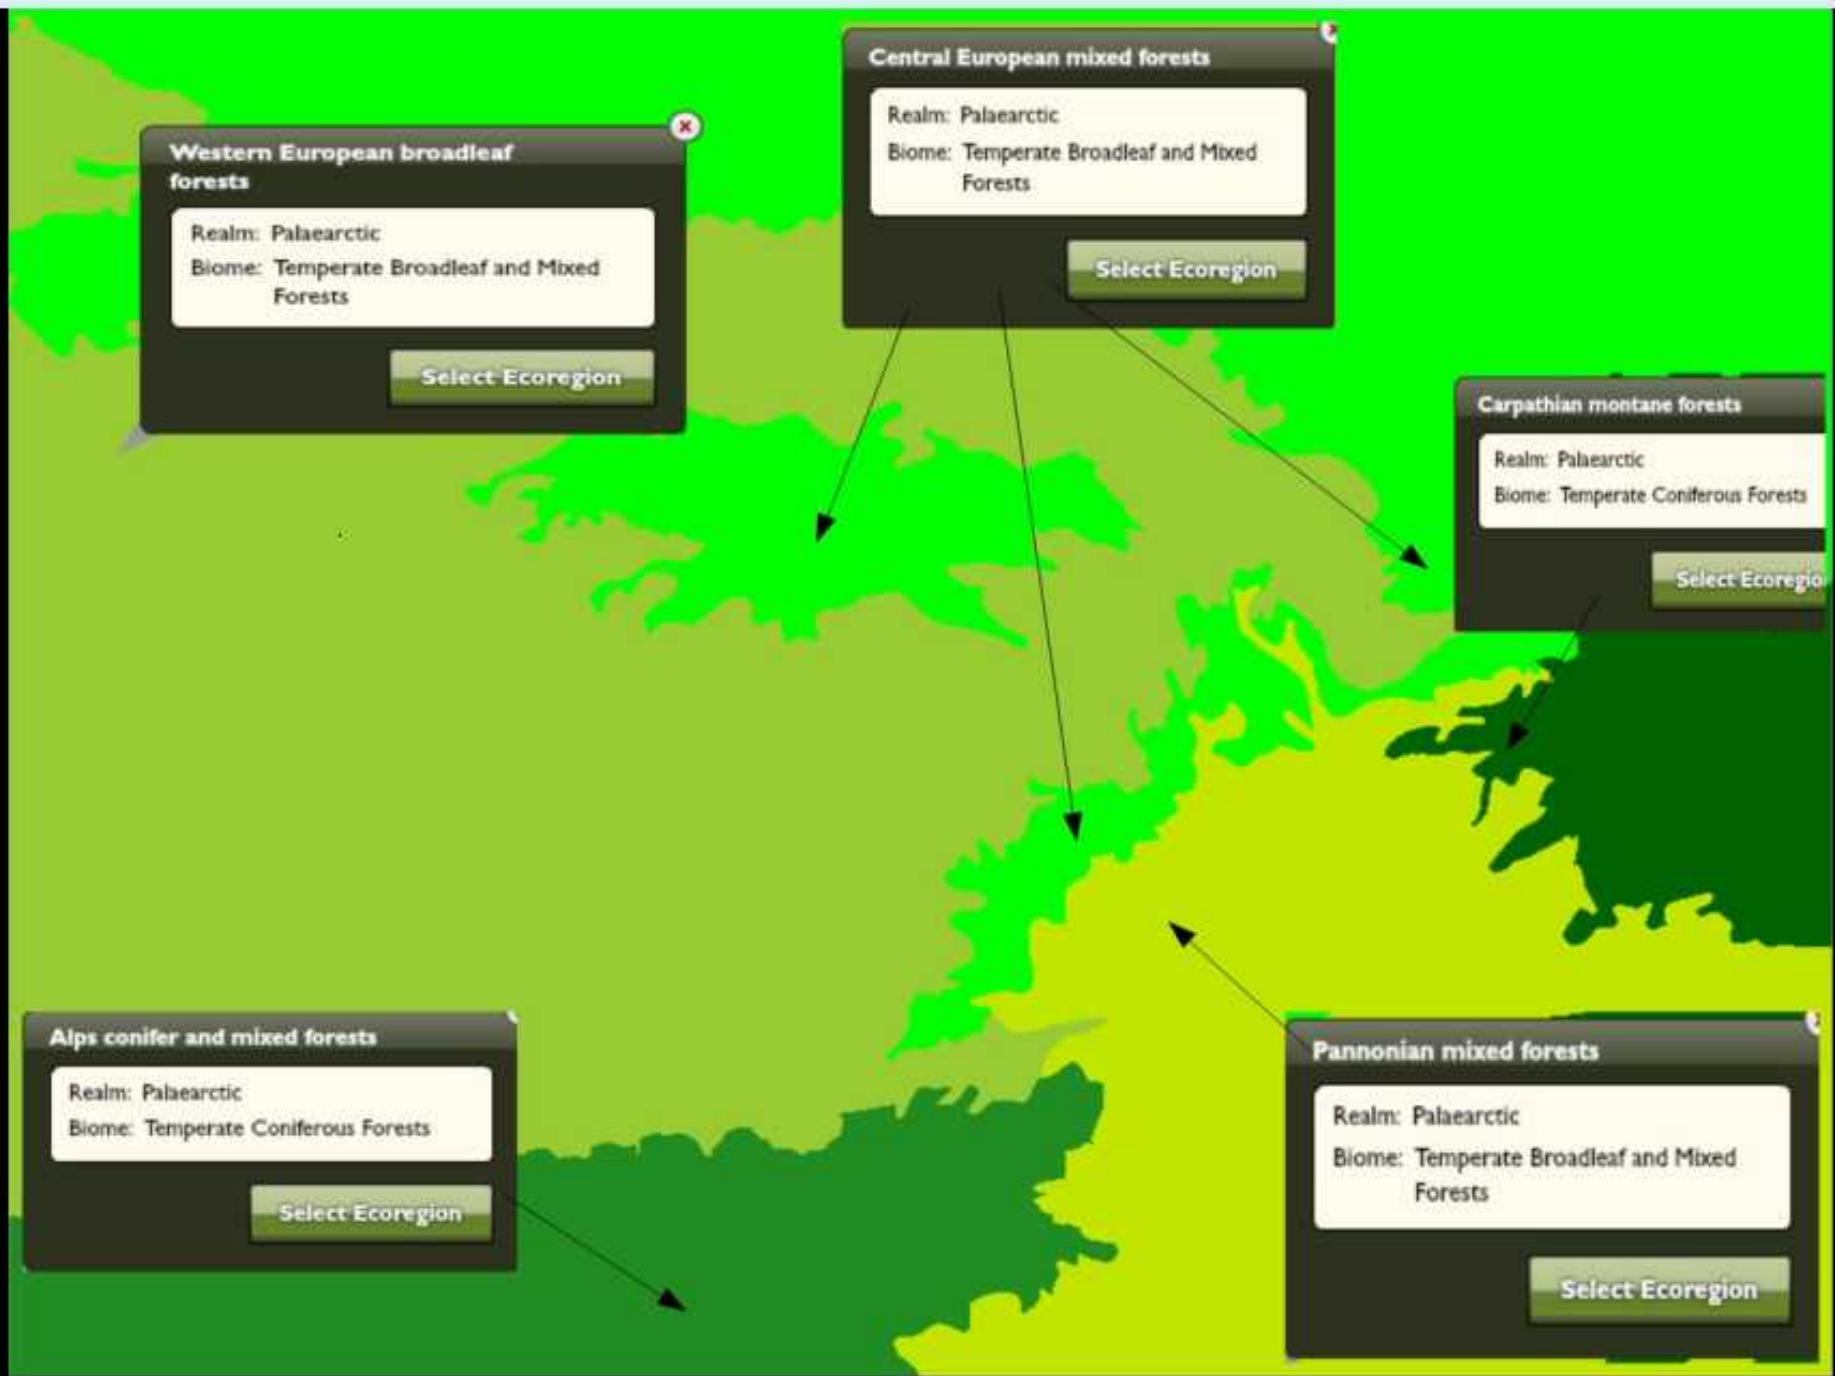 Central European mixed forests
Realm: Palaearctic
Biome: Temperate Broadleaf and Mixed
Forests
Select Ecoregion
Western European broadleaf
forests
Realm: Palaearctic
Biome: Temperate Broadleaf and Mixed
Forests
Select Ecoregion
Carpathian montane forests
Realm: Palaearctic
Biome: Temperate Coniferous Forests
Select Ecoregio
Alps conifer and mixed forests
Realm: Palaearctic
Biome: Temperate Coniferous Forests
Select Ecoregion
Pannonian mixed forests
Realm: Palaearctic
Biome: Temperate Broadleaf and Mixed
Forests
Select Ecoregion